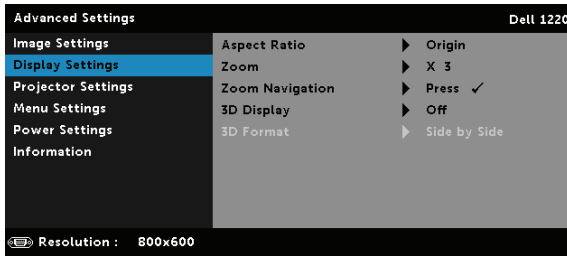 Advanced Settings Dell 1220
Image Settings
Display Settings
Projector Settings
Menu Settings
Power Settings
Information
Aspect Ratio Origin
Zoom X 3
Zoom Navigation Press ✓
3D Display Off
3D Format Side by Side
Resolution : 800x600